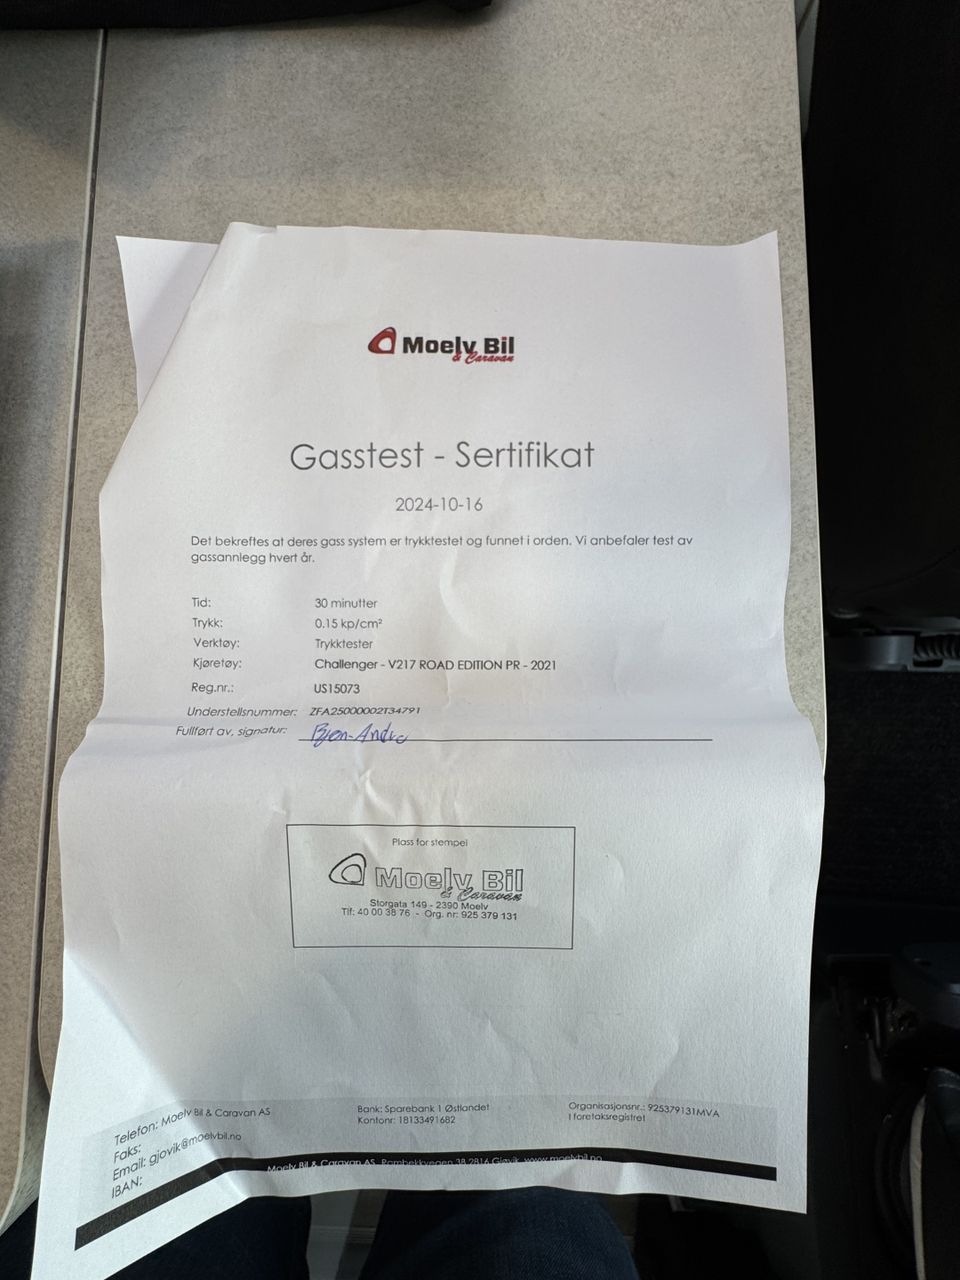 Moelv Bil
& Caravan
Gasstest - Sertifikat
2024-10-16
Det bekreftes at deres gass system er trykktestet og funnet i orden. Vi anbefaler test av
gassanlegg hvert år.
Tid: 30 minutter
Trykk: 0.15 kp/cm²
Verktøy: Trykktester
Kjøretøy: Challenger - V217 ROAD EDITION PR - 2021
Reg.nr.: US15073
Understellsnummer: ZFA25000002T34791
Fullført av, signatur: Bjøn-Andre
Plass for stempel
Moelv Bil
& Caravan
Storgata 149 - 2390 Moelv
Tlf: 40 00 38 76 - Org. nr: 925 379 131
Moelv Bil & Caravan AS
Telefon:
Faks:
Email: gjovik@moelvbil.no
IBAN:
Bank: Sparebank 1 Østlandet
Kontonr: 18133491682
Organisasjonsnr.: 925379131MVA
I foretaksregistret
Moelv Bil & Caravan AS, Rambekkvegen 38 2816 Gjøvik, www.moelvbil.no